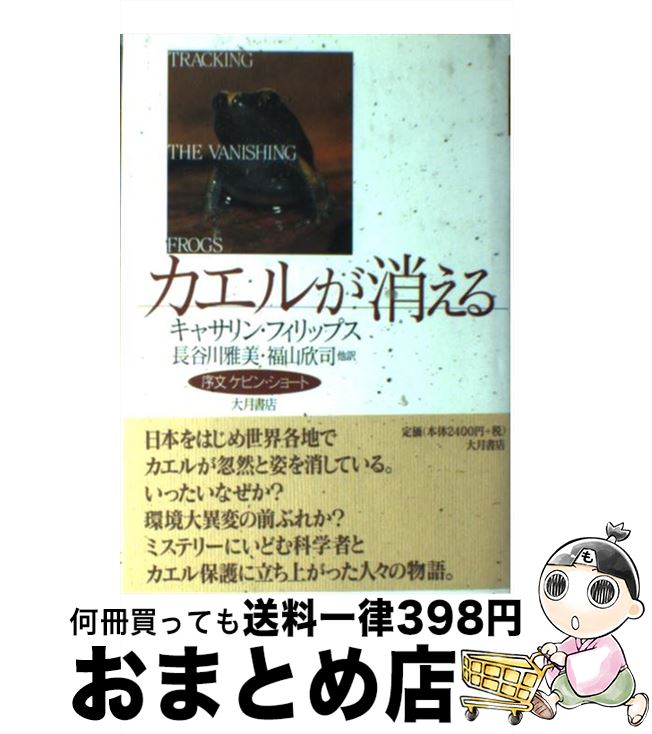 TRACKING
THE VANISHING
FROGS
カエルが消える
キャサリン・フィリップス
長谷川雅美・福山欣司 他訳
序文 ケビン・ショート
大月書店
定価(本体2400円+税)
大月書店
日本をはじめ世界各地で
カエルが忽然と姿を消している。
いったいなぜか?
環境大異変の前ぶれか?
ミステリーにいどむ科学者と
カエル保護に立ち上がった人々の物語。
も
何冊買っても送料一律398円
おまとめ店